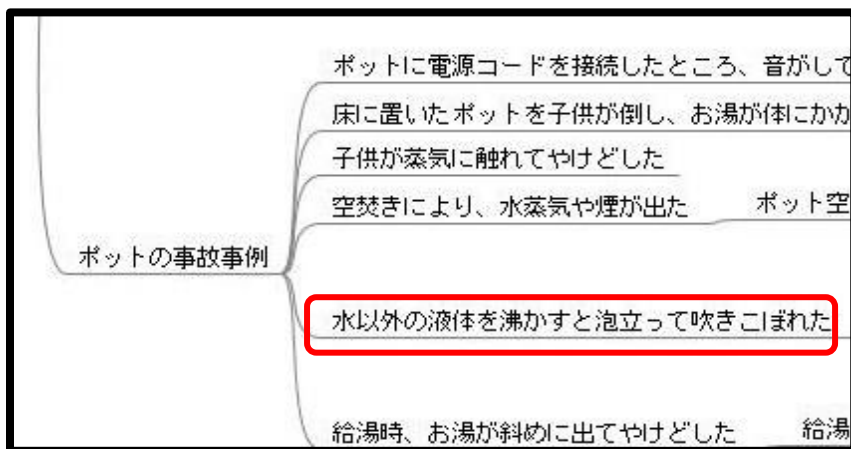 ポットに電源コードを接続したところ、音がして
床に置いたポットを子供が倒し、お湯が体にかか
子供が蒸気に触れてやけどした
空焚きにより、水蒸気や煙が出た ポット空
ポットの事故事例
水以外の液体を沸かすと泡立って吹きこぼれた
給湯時、お湯が斜めに出てやけどした 給湯